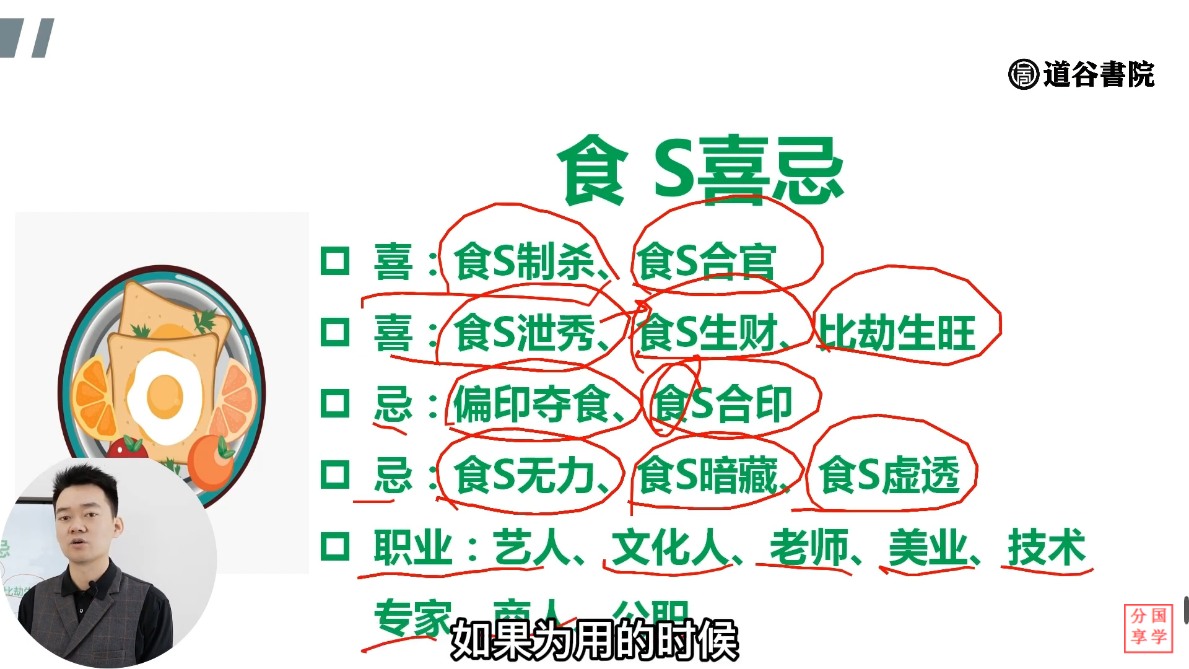 道谷書院
食 S喜忌
喜：食S制杀、食S合官
喜：食S泄秀、食S生财、比劫生旺
忌：偏印夺食、食S合印
忌：食S无力、食S暗藏、食S虚透
职业：艺人、文化人、老师、美业、技术
专家、商人、公职
如果为用的时候
分国
享学